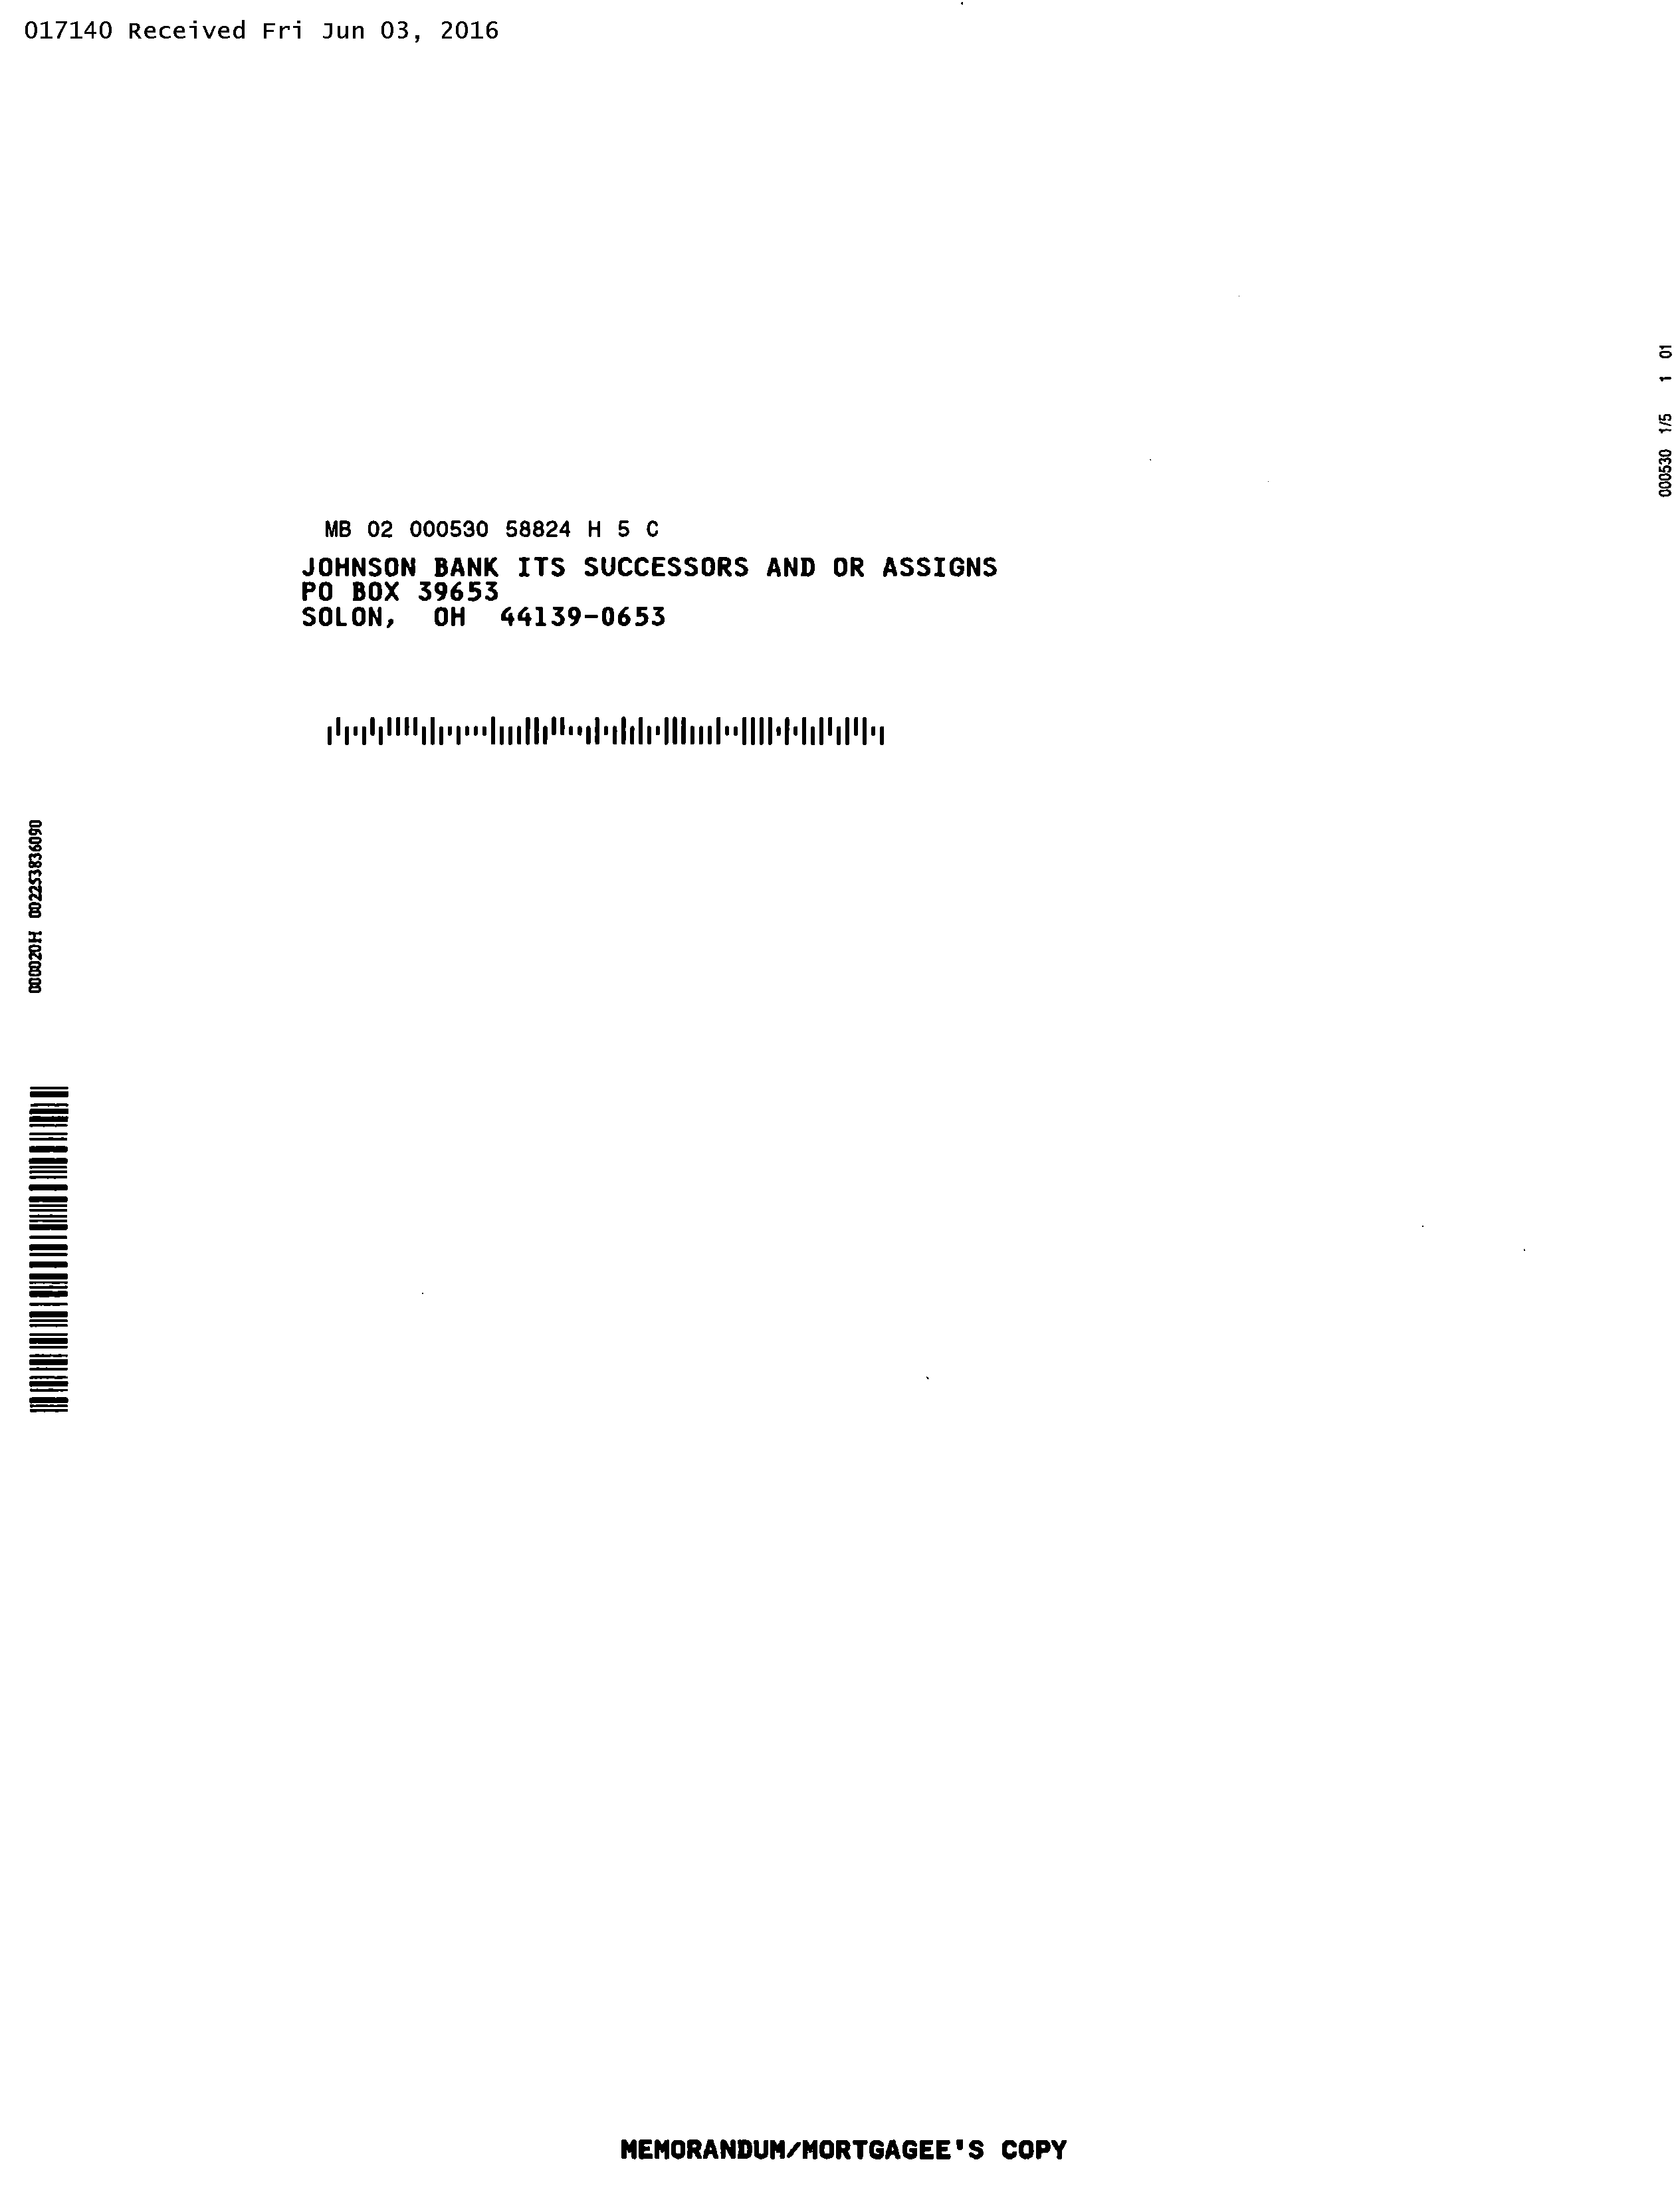 017140 Received Fri Jun 03, 2016
000530 1/5 1 01
MB 02 000530 58824 H 5 C
JOHNSON BANK ITS SUCCESSORS AND OR ASSIGNS
PO BOX 39653
SOLON, OH 44139-0653
000020H 002253836090
MEMORANDUM/MORTGAGEE'S COPY